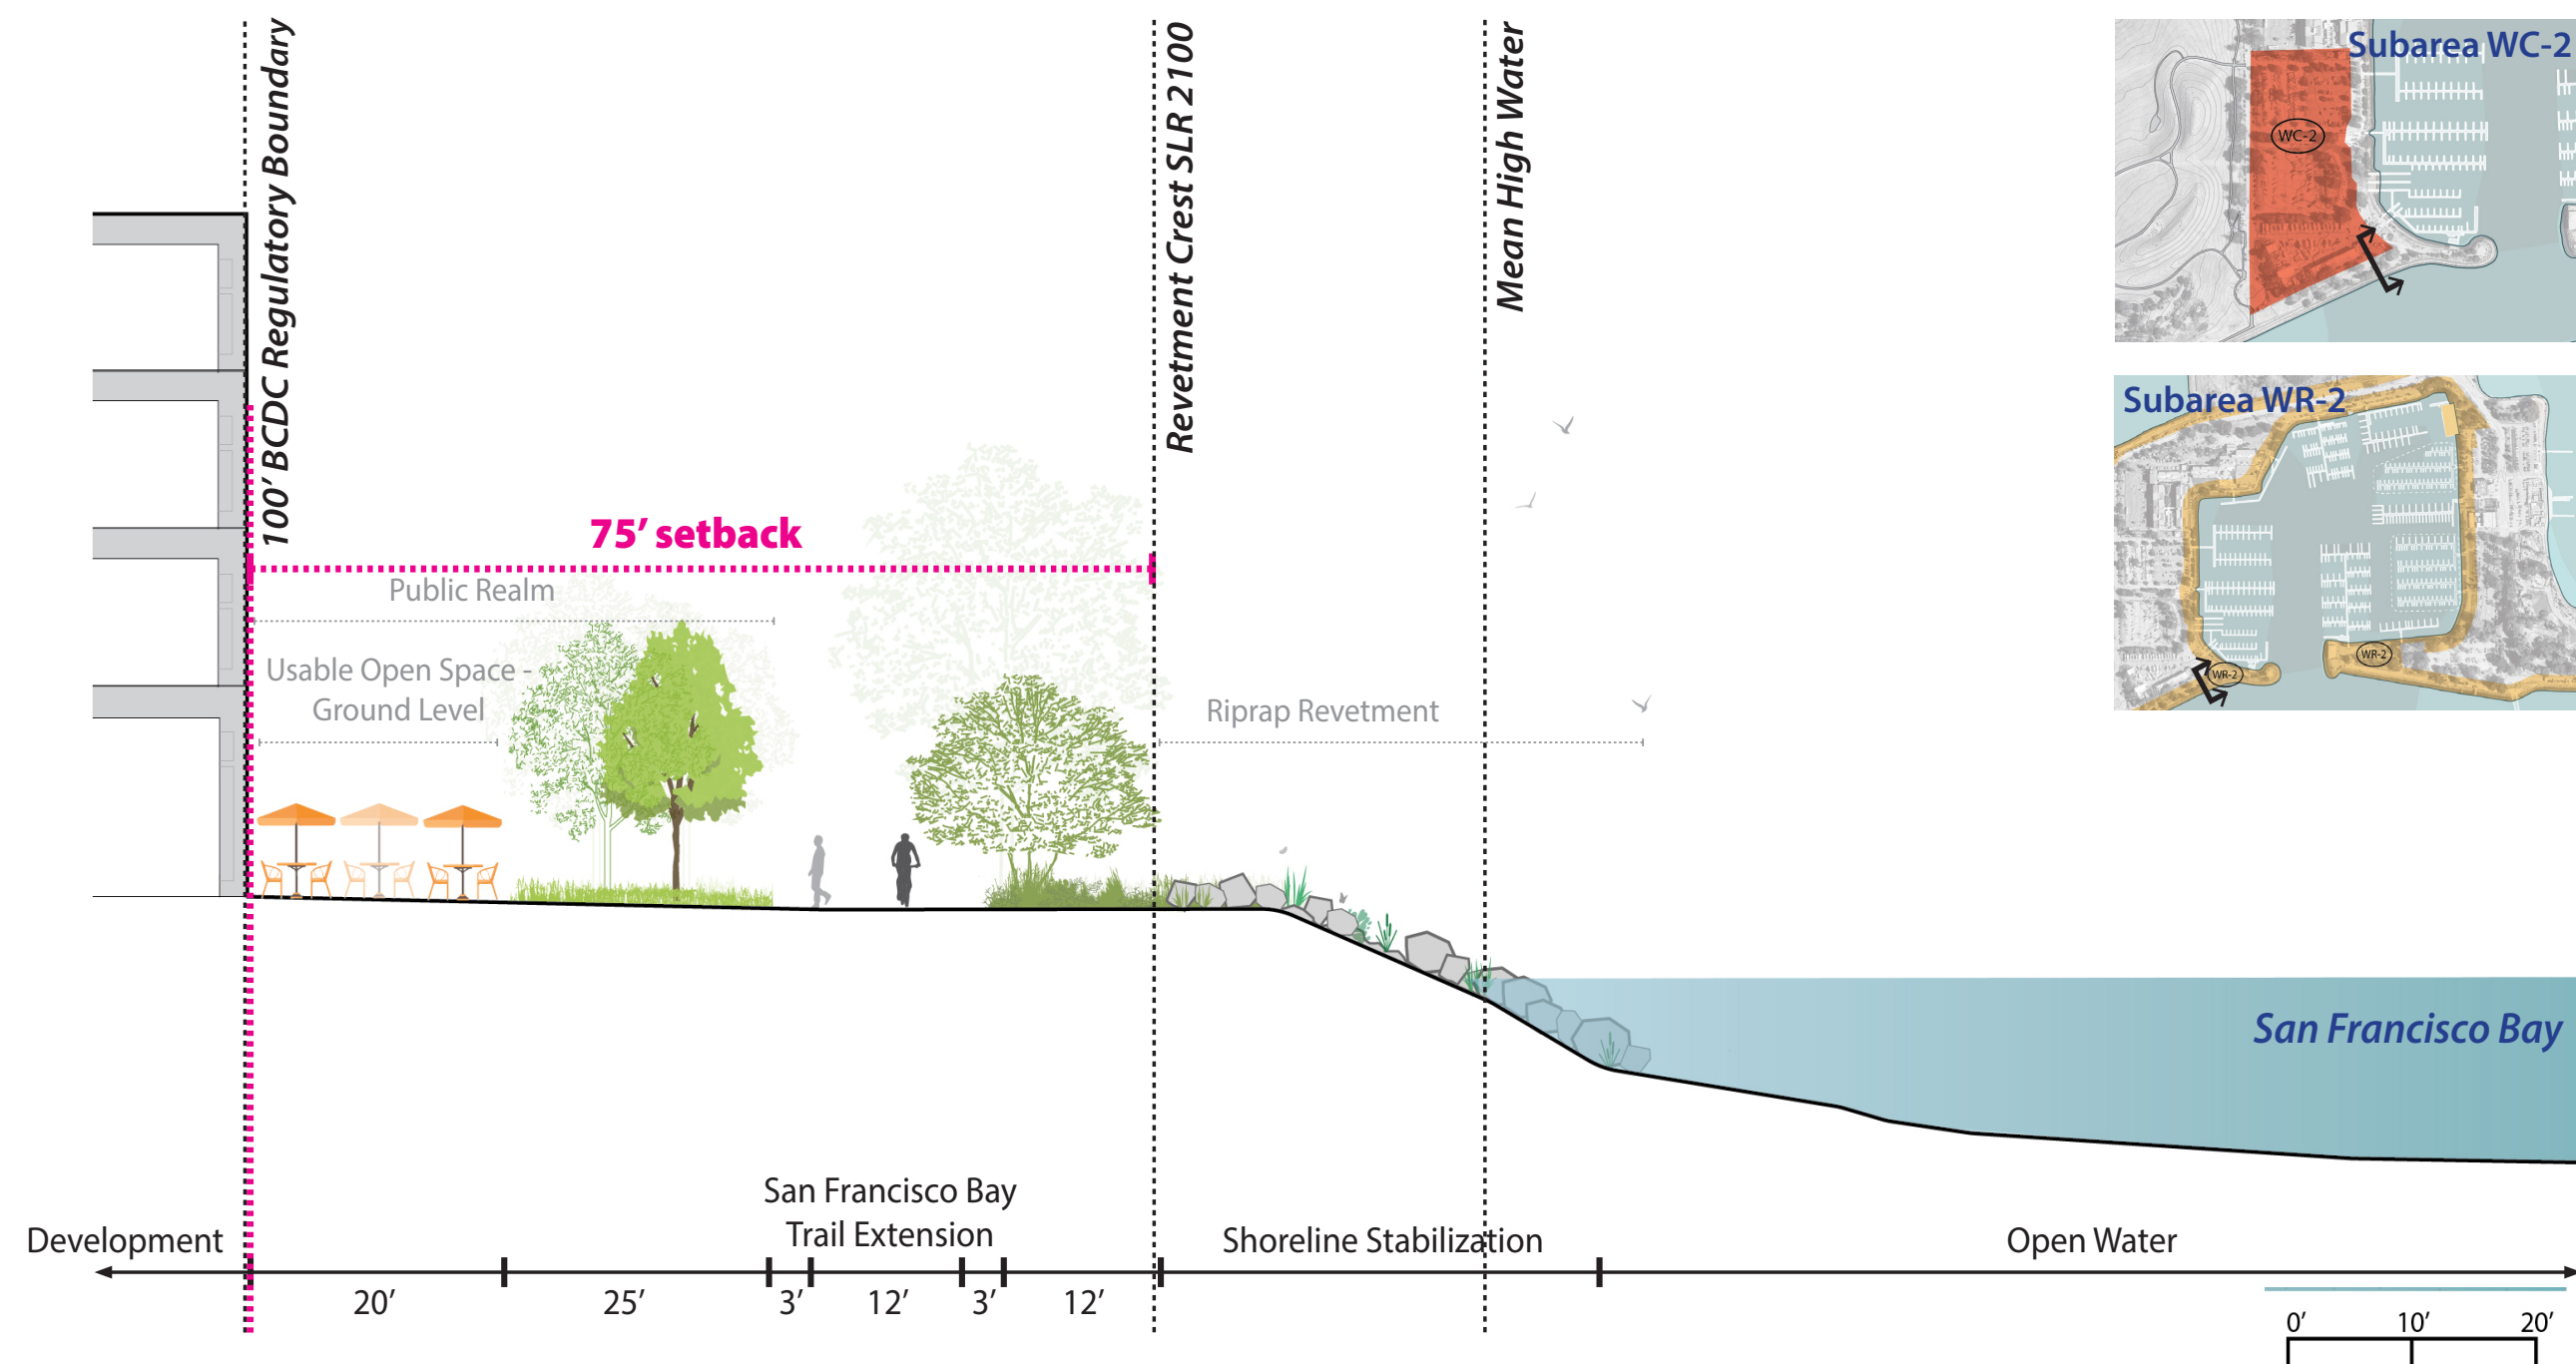 100’ BCDC Regulatory Boundary
Revetment Crest SLR 2100
Mean High Water
Subarea WC-2
WC-2
Subarea WR-2
WR-2
WR-2
75’ setback
Public Realm
Usable Open Space -
Ground Level
Riprap Revetment
San Francisco Bay
San Francisco Bay
Trail Extension
Development
Shoreline Stabilization
Open Water
20’
25’
3’
12’
3’
12’
0’
10’
20’